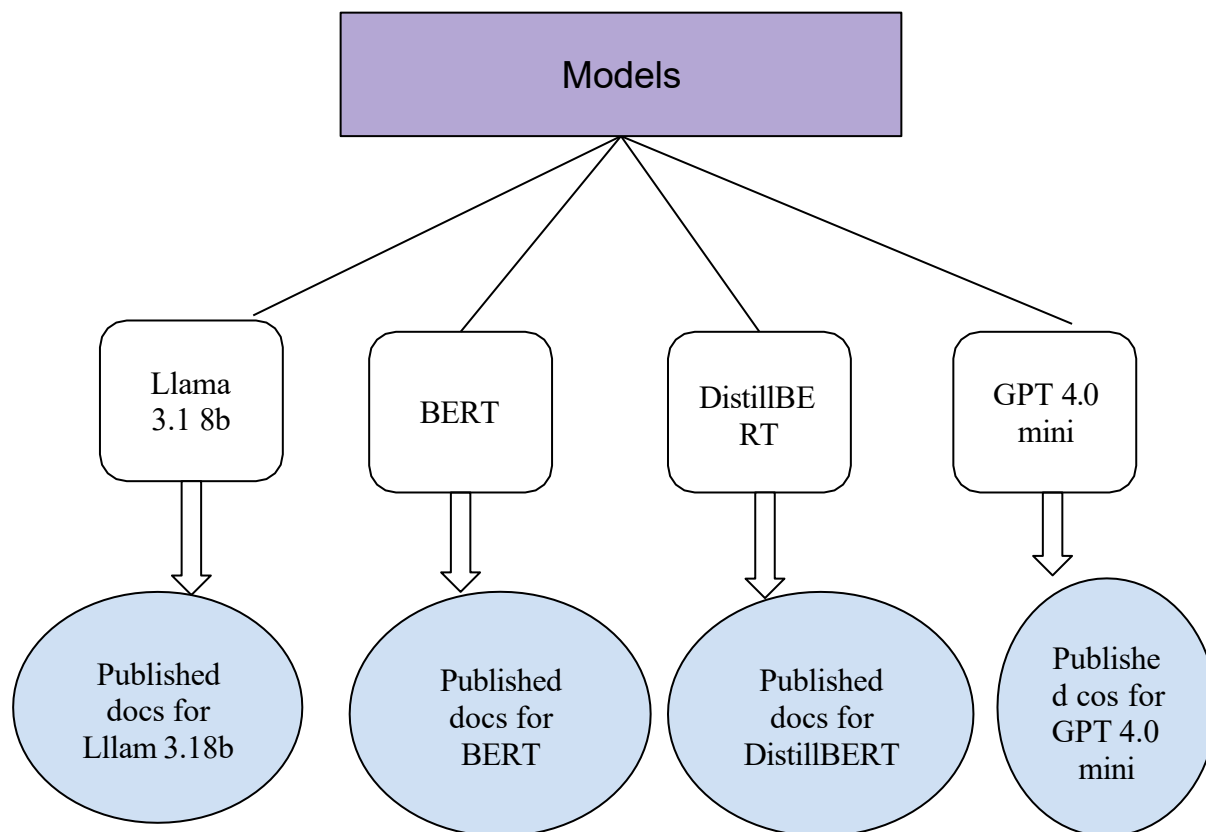 Models
Llama
3.1 8b
BERT
DistillBE
RT
GPT 4.0
mini
Published
docs for
Lllam 3.18b
Published
docs for
BERT
Published
docs for
DistillBERT
Publishe
d cos for
GPT 4.0
mini